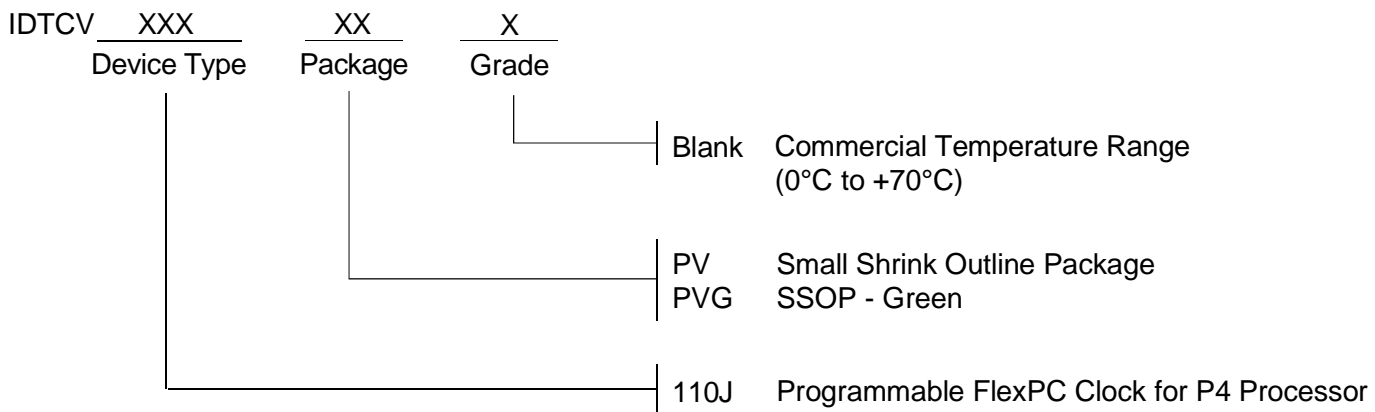 IDTCV XXX XX X
Device Type Package Grade
Blank Commercial Temperature Range
(0°C to +70°C)
PV Small Shrink Outline Package
PVG SSOP - Green
110J Programmable FlexPC Clock for P4 Processor